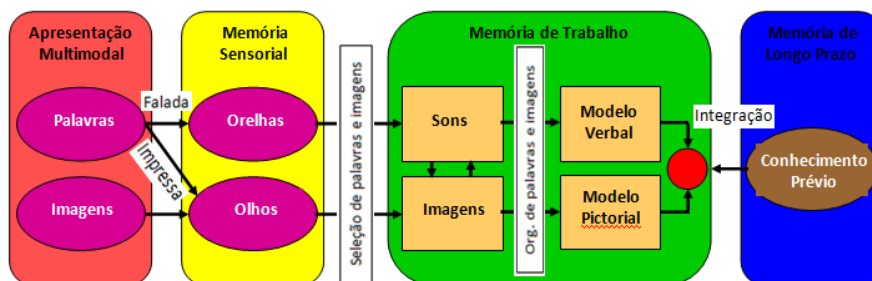 Apresentação
Multimodal
Memória
Sensorial
Memória de Trabalho
Memória de
Longo Prazo
Palavras
Falada
Impressa
Imagens
Orelhas
Olhos
Seleção de palavras e imagens
Sons
Imagens
Org. de palavras e imagens
Modelo
Verbal
Modelo
Pictorial
Integração
Conhecimento
Prévio